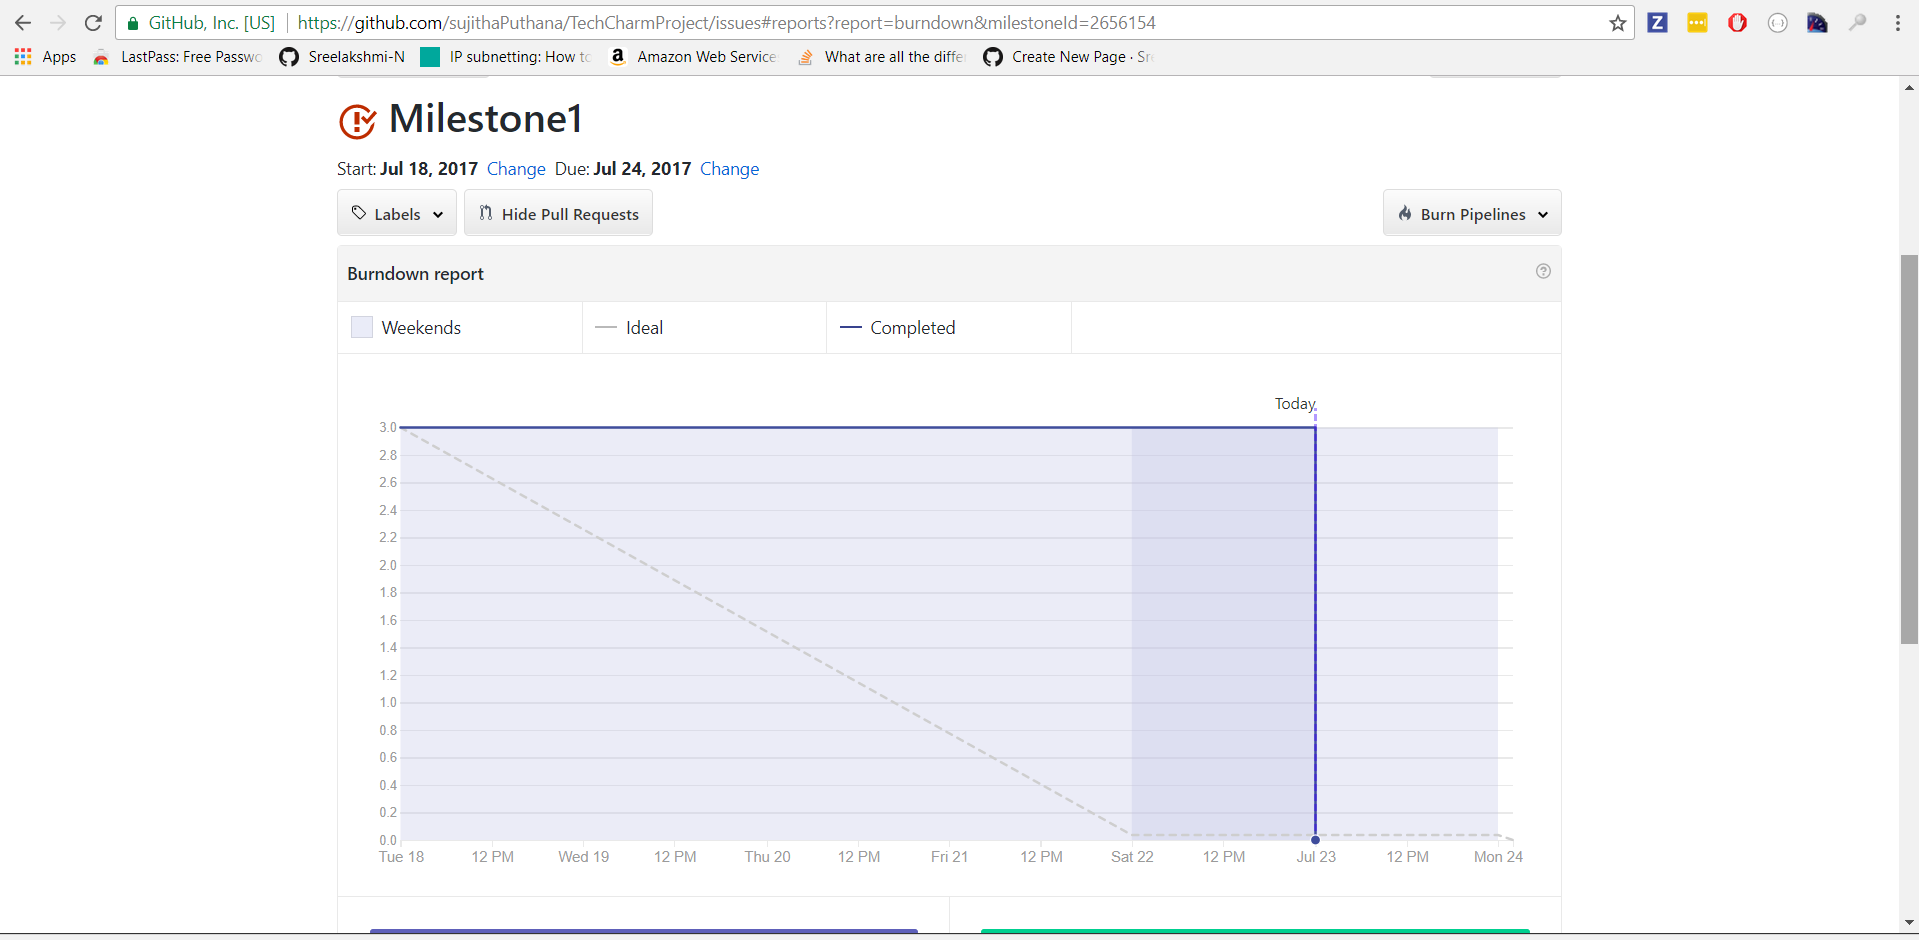 GitHub, Inc. [US] https://github.com/sujithaPuthana/TechCharmProject/issues#reports?report=burndown&milestoneId=2656154
Apps LastPass: Free Passwo Sreelakshmi-N IP subnetting: How to Amazon Web Service What are all the diffe Create New Page · Sre
Milestone1
Start: Jul 18, 2017 Change Due: Jul 24, 2017 Change
Labels Hide Pull Requests Burn Pipelines
Burndown report
Weekends Ideal Completed
Today
3.0
2.8
2.6
2.4
2.2
2.0
1.8
1.6
1.4
1.2
1.0
0.8
0.6
0.4
0.2
0.0
Tue 18 12 PM Wed 19 12 PM Thu 20 12 PM Fri 21 12 PM Sat 22 12 PM Jul 23 12 PM Mon 24